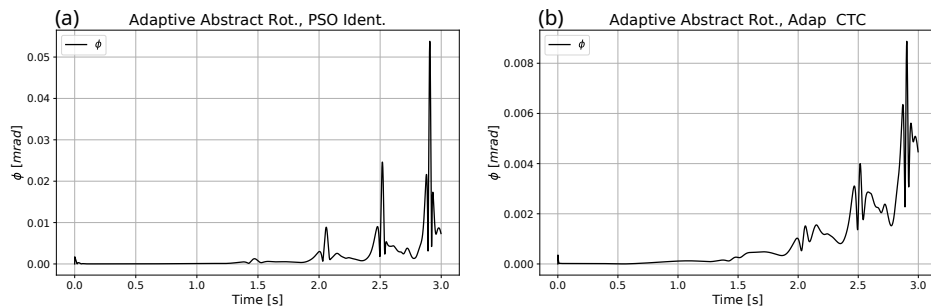 (a)
Adaptive Abstract Rot., PSO Ident.
ϕ
0.05
0.04
0.03
0.02
0.01
0.00
ϕ [mrad]
0.0 0.5 1.0 1.5 2.0 2.5 3.0
Time [s]
(b)
Adaptive Abstract Rot., Adap CTC
ϕ
0.008
0.006
0.004
0.002
0.000
ϕ [mrad]
0.0 0.5 1.0 1.5 2.0 2.5 3.0
Time [s]